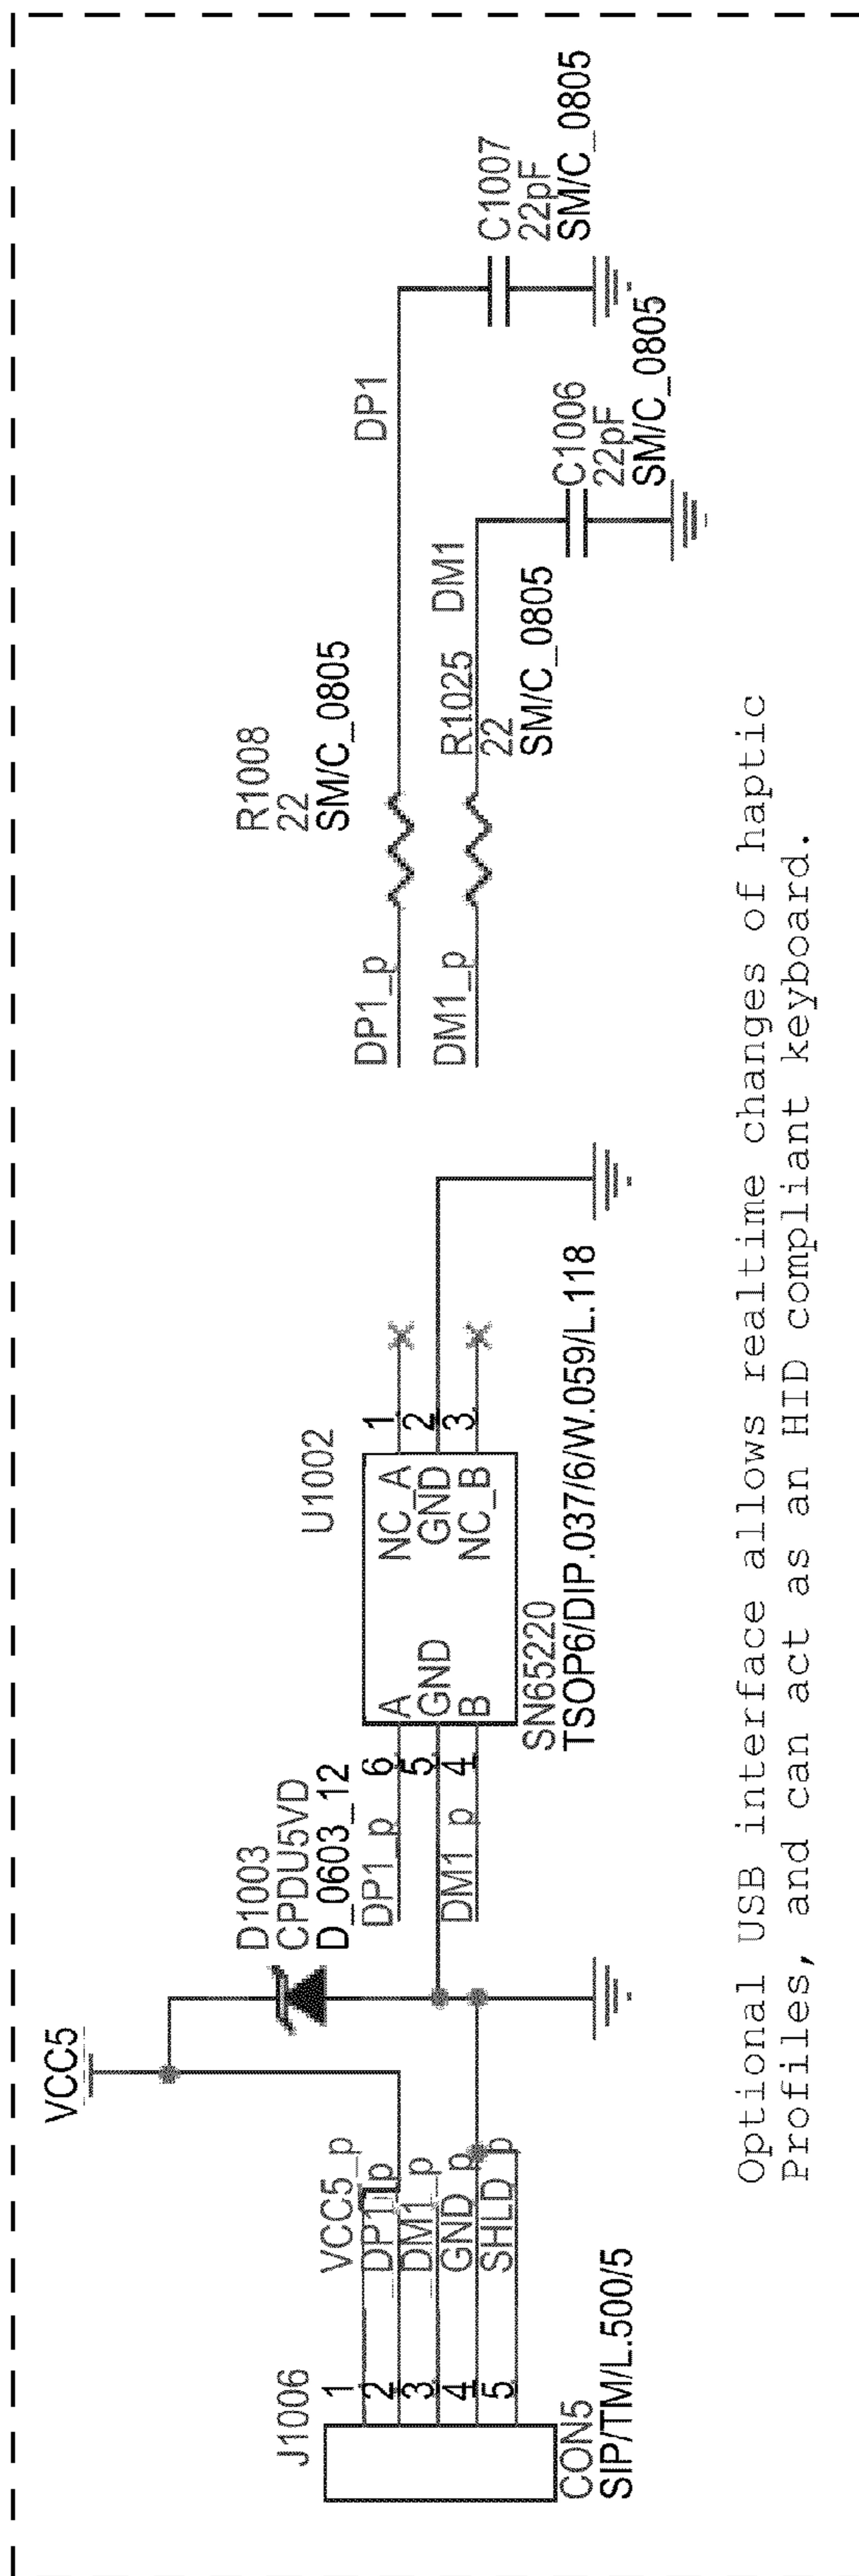 VCC5
J1006
1
2
3
4
5
CON5
SIP/TM/L.500/5
VCC5_p
DP1_p
DM1_p
GND_p
SHLD_p
D1003
CPDU5VD
D_0603_12
DP1_p
DM1_p
6
5
4
U1002
A
GND
B
NC_A
GND
NC_B
1
2
3
SN65220
TSOP6/DIP.037/6/W.059/L.118
DP1_p
DM1_p
R1008
22
SM/C_0805
R1025
22
SM/C_0805
DP1
DM1
C1006
22pF
SM/C_0805
C1007
22pF
SM/C_0805
Optional USB interface allows realtime changes of haptic
Profiles, and can act as an HID compliant keyboard.